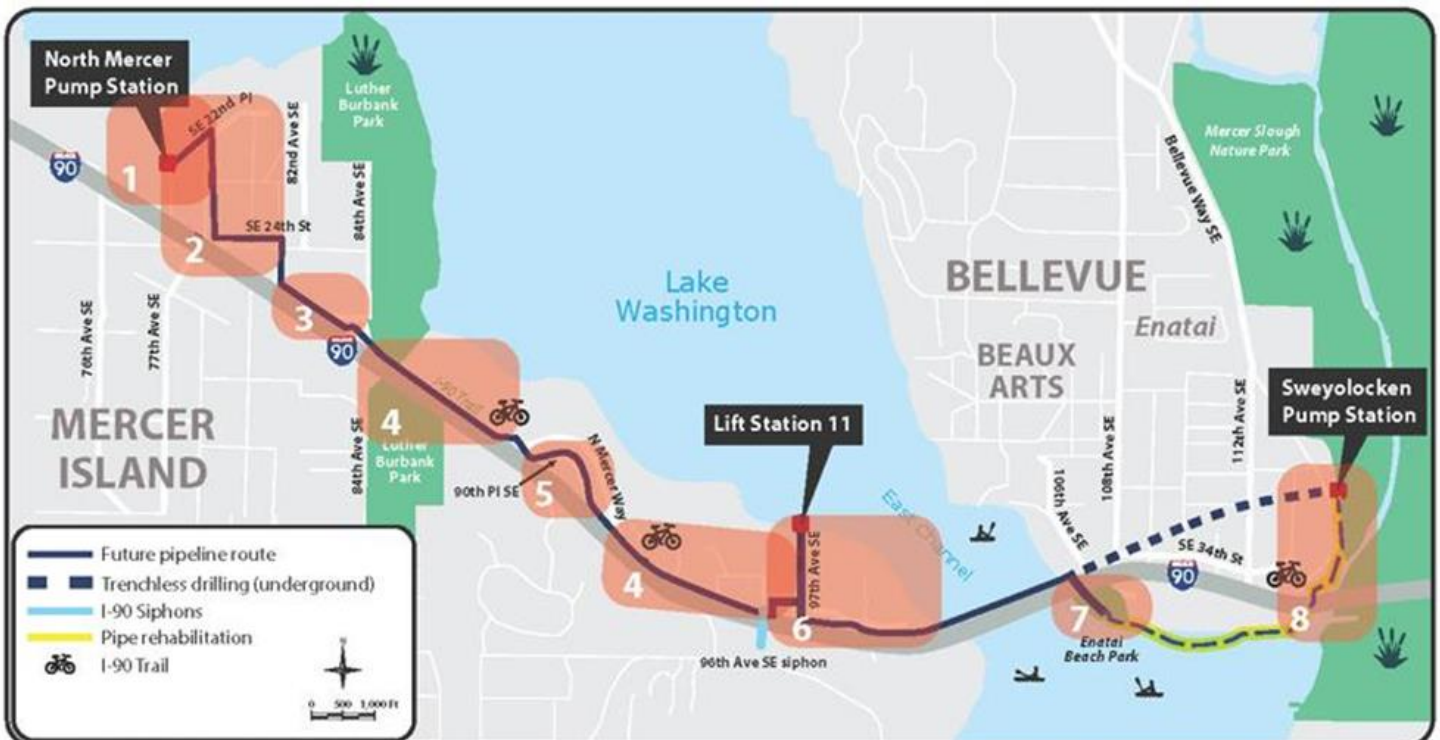 North Mercer
Pump Station
SE 22nd Pl
82nd Ave SE
Luther
Burbank
Park
84th Ave SE
90
1
2
SE 24th St
3
90
76th Ave SE
77th Ave SE
MERCER
ISLAND
4
I-90 Trail
84th Ave SE
Luther
Burbank
Park
90th Pl SE
5
N Mercer Way
4
Lake
Washington
Lift Station 11
97th Ave SE
6
96th Ave SE siphon
East Channel
Mercer Slough
Nature Park
Bellevue Way SE
BELLEVUE
Enatai
BEAUX
ARTS
Sweyolocken
Pump Station
112th Ave SE
108th Ave SE
106th Ave SE
SE 34th St
90
7
8
Enatai
Beach Park
Future pipeline route
Trenchless drilling (underground)
I-90 Siphons
Pipe rehabilitation
I-90 Trail
0 500 1,000 Ft